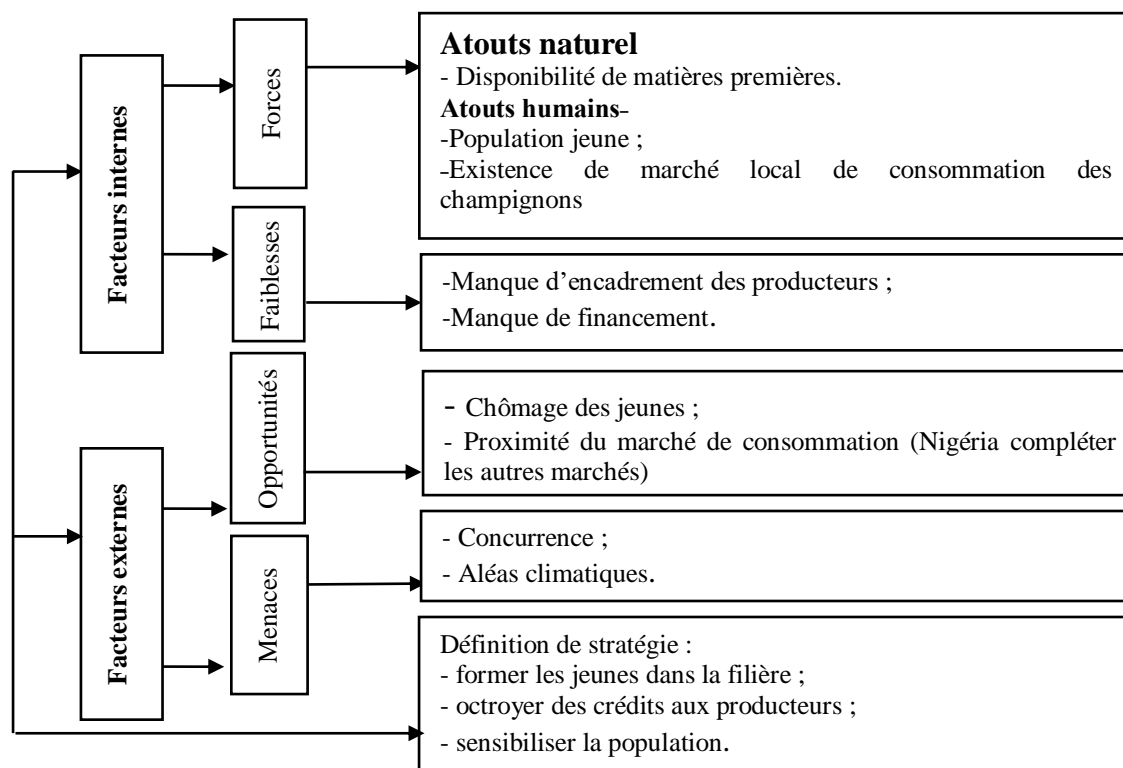 Facteurs internes
Forces
Atouts naturel
- Disponibilité de matières premières.
Atouts humains-
-Population jeune ;
-Existence de marché local de consommation des
champignons
Faiblesses
-Manque d'encadrement des producteurs ;
-Manque de financement.
Facteurs externes
Opportunités
- Chômage des jeunes ;
- Proximité du marché de consommation (Nigéria compléter
les autres marchés)
Menaces
- Concurrence ;
- Aléas climatiques.
Définition de stratégie :
- former les jeunes dans la filière ;
- octroyer des crédits aux producteurs ;
- sensibiliser la population.